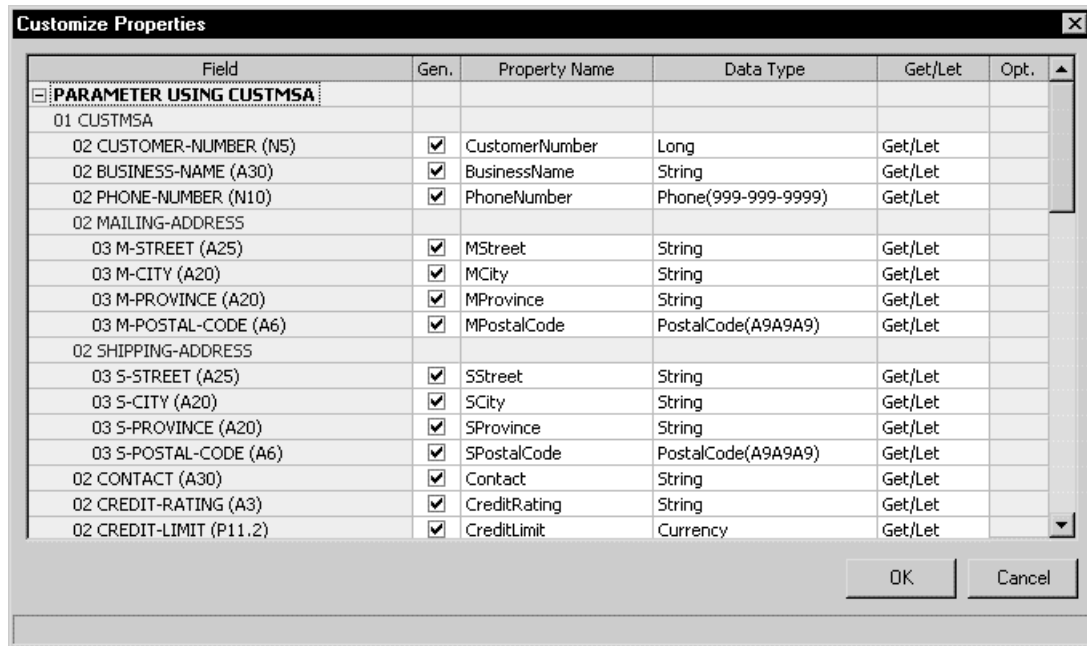 Customize Properties
Field Gen. Property Name Data Type Get/Let Opt.
PARAMETER USING CUSTMSA
01 CUSTMSA
02 CUSTOMER-NUMBER (N5) CustomerNumber Long Get/Let
02 BUSINESS-NAME (A30) BusinessName String Get/Let
02 PHONE-NUMBER (N10) PhoneNumber Phone(999-999-9999) Get/Let
02 MAILING-ADDRESS
03 M-STREET (A25) MStreet String Get/Let
03 M-CITY (A20) MCity String Get/Let
03 M-PROVINCE (A20) MProvince String Get/Let
03 M-POSTAL-CODE (A6) MPostalCode PostalCode(A9A9A9) Get/Let
02 SHIPPING-ADDRESS
03 S-STREET (A25) SStreet String Get/Let
03 S-CITY (A20) SCity String Get/Let
03 S-PROVINCE (A20) SProvince String Get/Let
03 S-POSTAL-CODE (A6) SPostalCode PostalCode(A9A9A9) Get/Let
02 CONTACT (A30) Contact String Get/Let
02 CREDIT-RATING (A3) CreditRating String Get/Let
02 CREDIT-LIMIT (P11.2) CreditLimit Currency Get/Let
OK Cancel